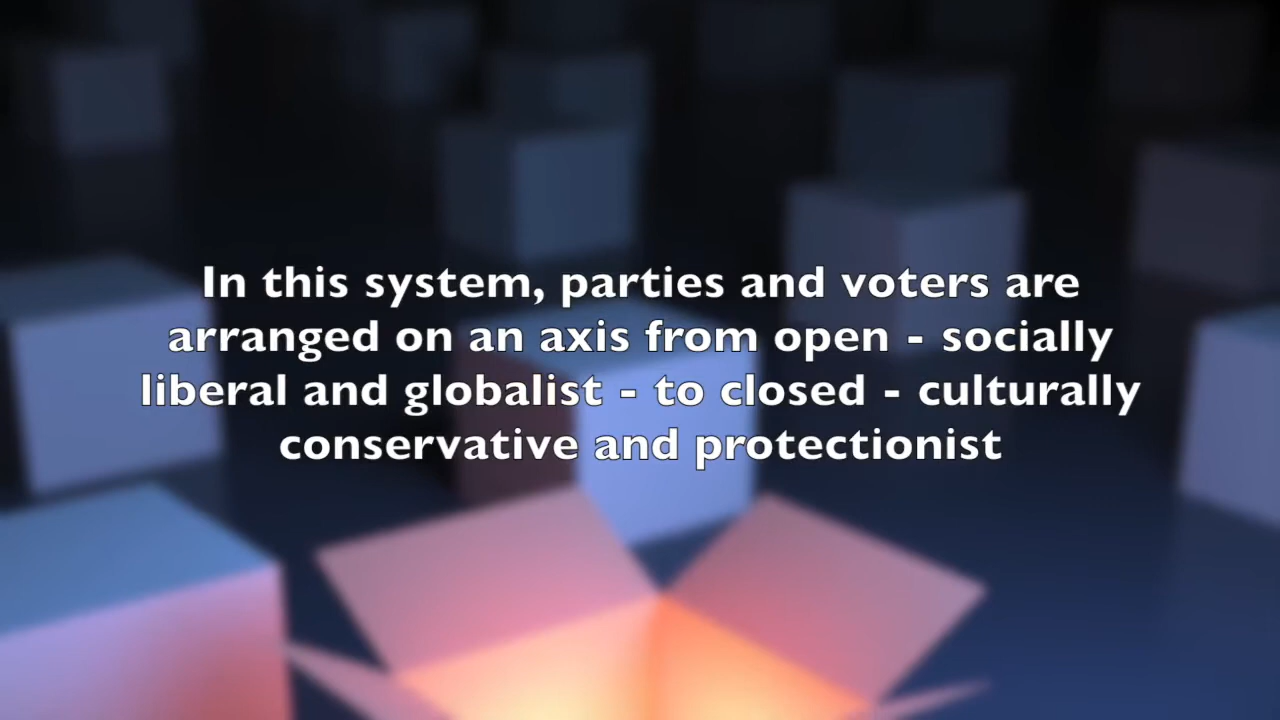 In this system, parties and voters are
arranged on an axis from open - socially
liberal and globalist - to closed - culturally
conservative and protectionist